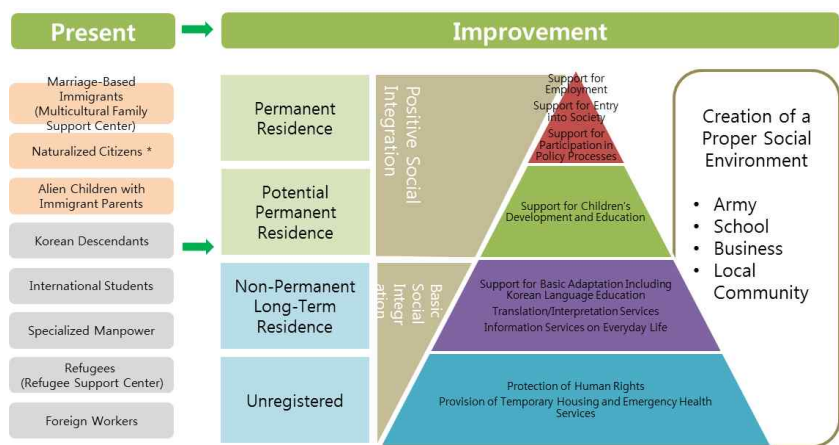 Present
Improvement
Marriage-Based
Immigrants
(Multicultural Family
Support Center)
Naturalized Citizens *
Alien Children with
Immigrant Parents
Korean Descendants
International Students
Specialized Manpower
Refugees
(Refugee Support Center)
Foreign Workers
Permanent
Residence
Potential
Permanent
Residence
Non-Permanent
Long-Term
Residence
Unregistered
Positive Social
Integration
Basic
Social
Integr
ation
Support for
Employment
Support for Entry
into Society
Support for
Participation in
Policy Processes
Support for Children's
Development and Education
Support for Basic Adaptation Including
Korean Language Education
Translation/Interpretation Services
Information Services on Everyday Life
Protection of Human Rights
Provision of Temporary Housing and Emergency Health
Services
Creation of a
Proper Social
Environment
• Army
• School
• Business
• Local
Community